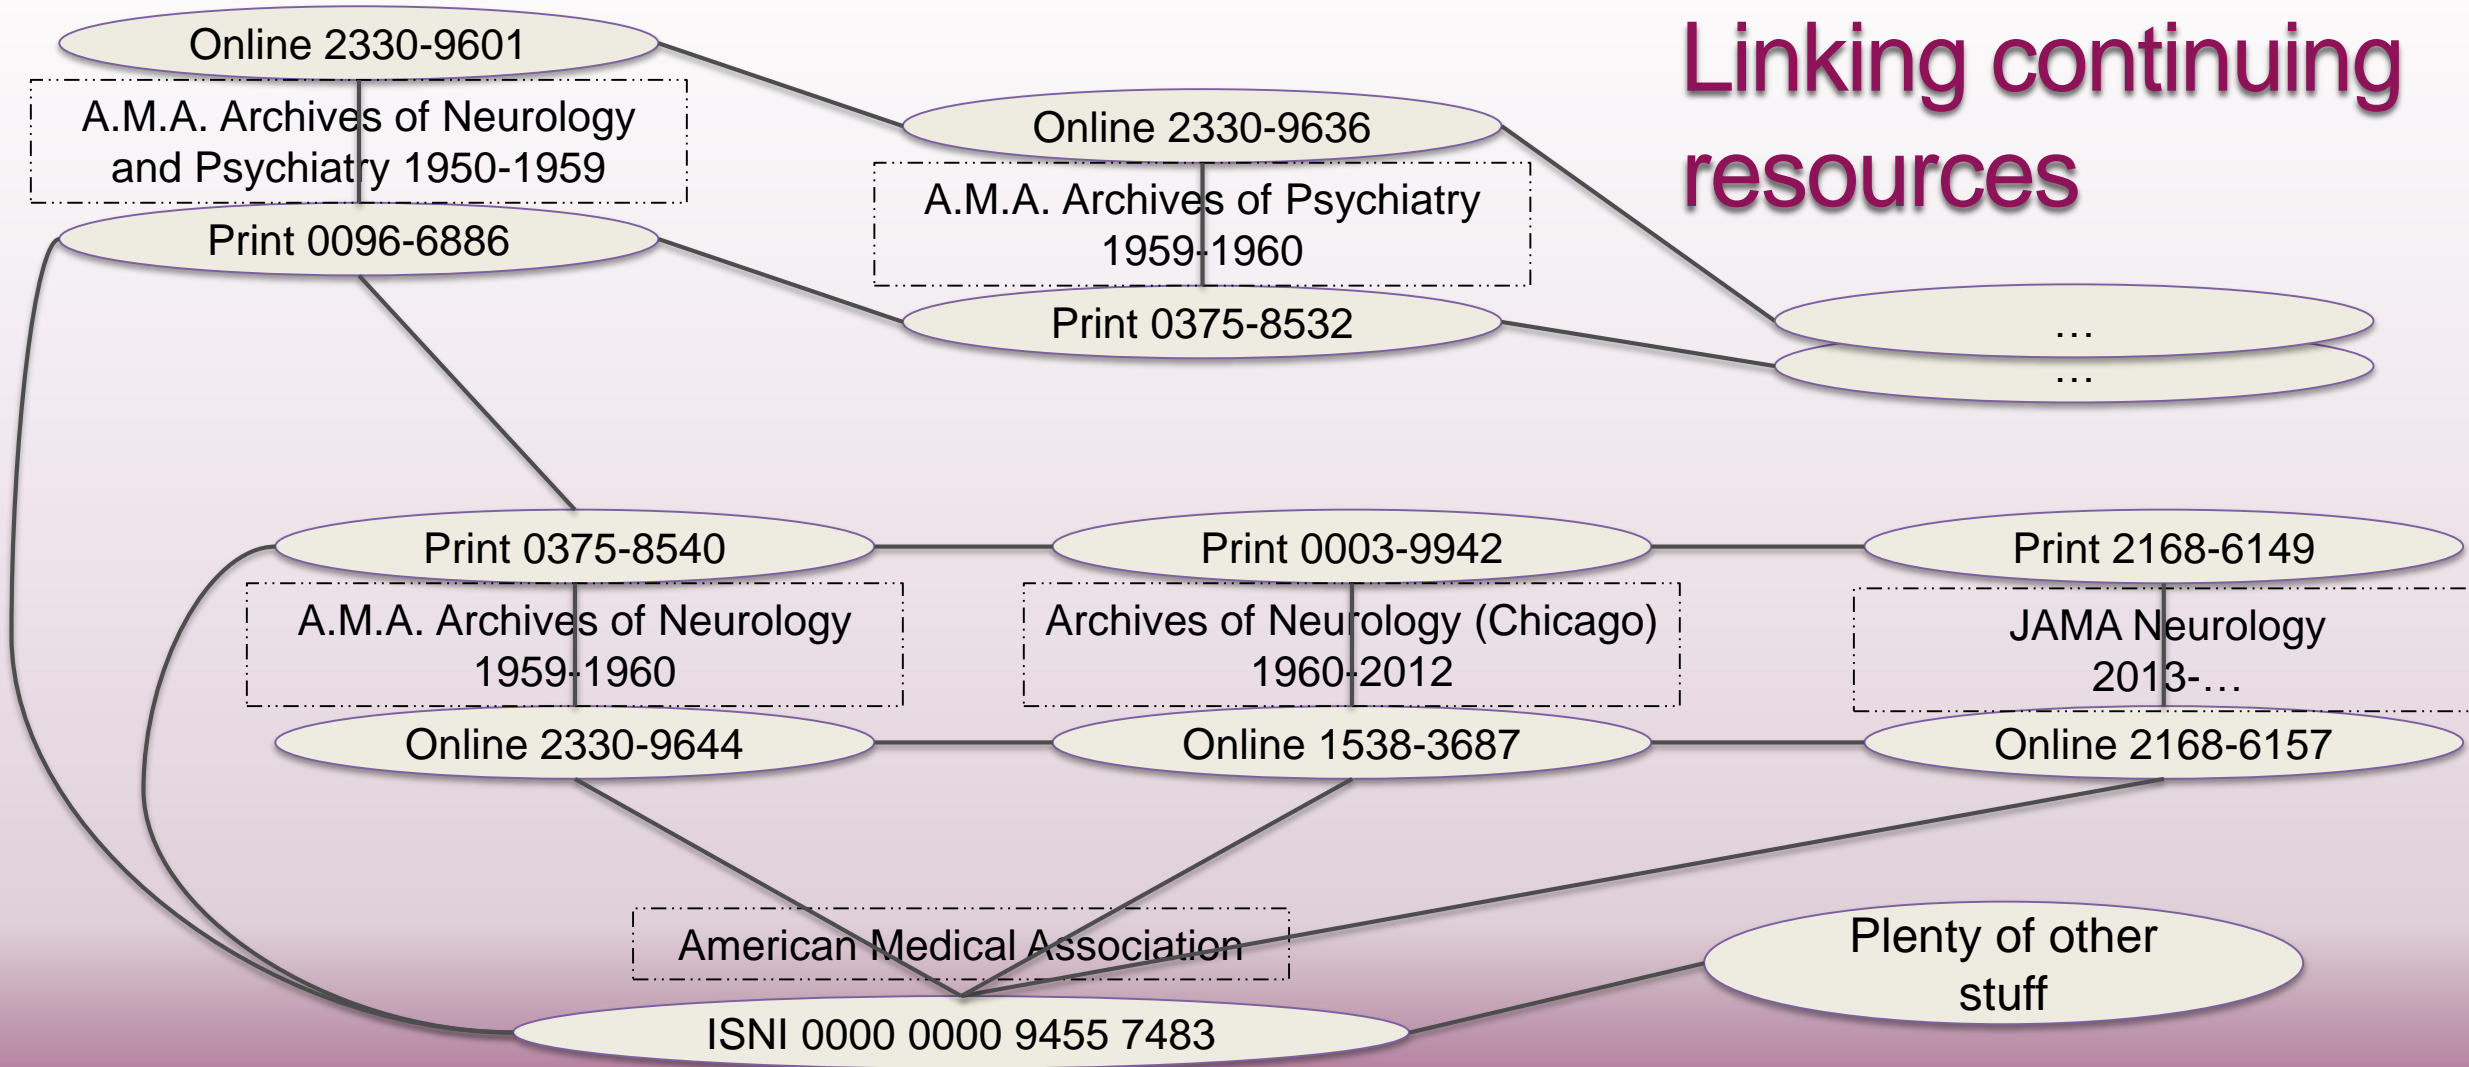 Linking continuing
resources
Online 2330-9601
A.M.A. Archives of Neurology
and Psychiatry 1950-1959
Print 0096-6886
Online 2330-9636
A.M.A. Archives of Psychiatry
1959-1960
Print 0375-8532
…
…
Print 0375-8540
A.M.A. Archives of Neurology
1959-1960
Online 2330-9644
Print 0003-9942
Archives of Neurology (Chicago)
1960-2012
Online 1538-3687
Print 2168-6149
JAMA Neurology
2013-…
Online 2168-6157
American Medical Association
ISNI 0000 0000 9455 7483
Plenty of other
stuff